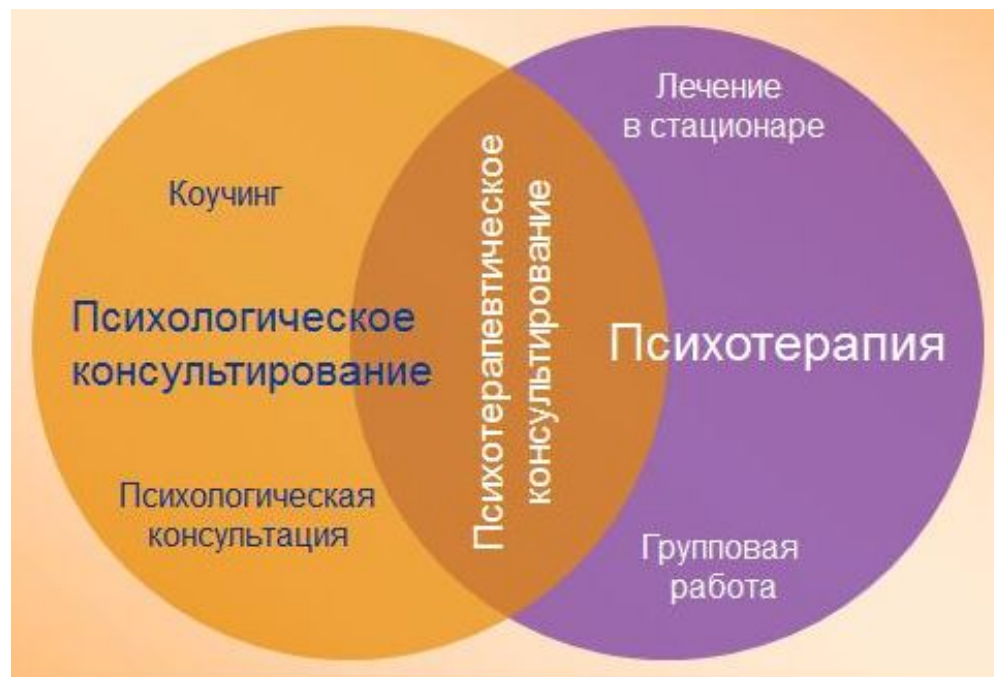 Коучинг
Психологическое
консультирование
Психологическая
консультация
Психотерапевтическое
консультирование
Лечение
в стационаре
Психотерапия
Групповая
работа